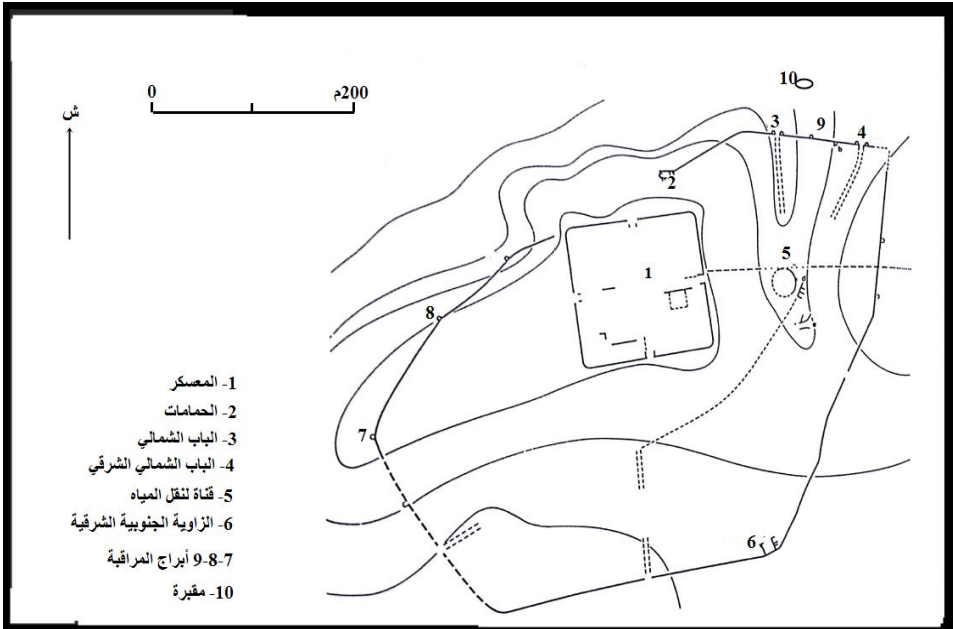 10
0
200م
ش
3
9
4
2
5
1
8
7
6
1- المعسكر
2- الحمامات
3- الباب الشمالي
4- الباب الشمالي الشرقي
5- قناة لنقل المياه
6- الزاوية الجنوبية الشرقية
7-8-9 أبراج المراقبة
10- مقبرة